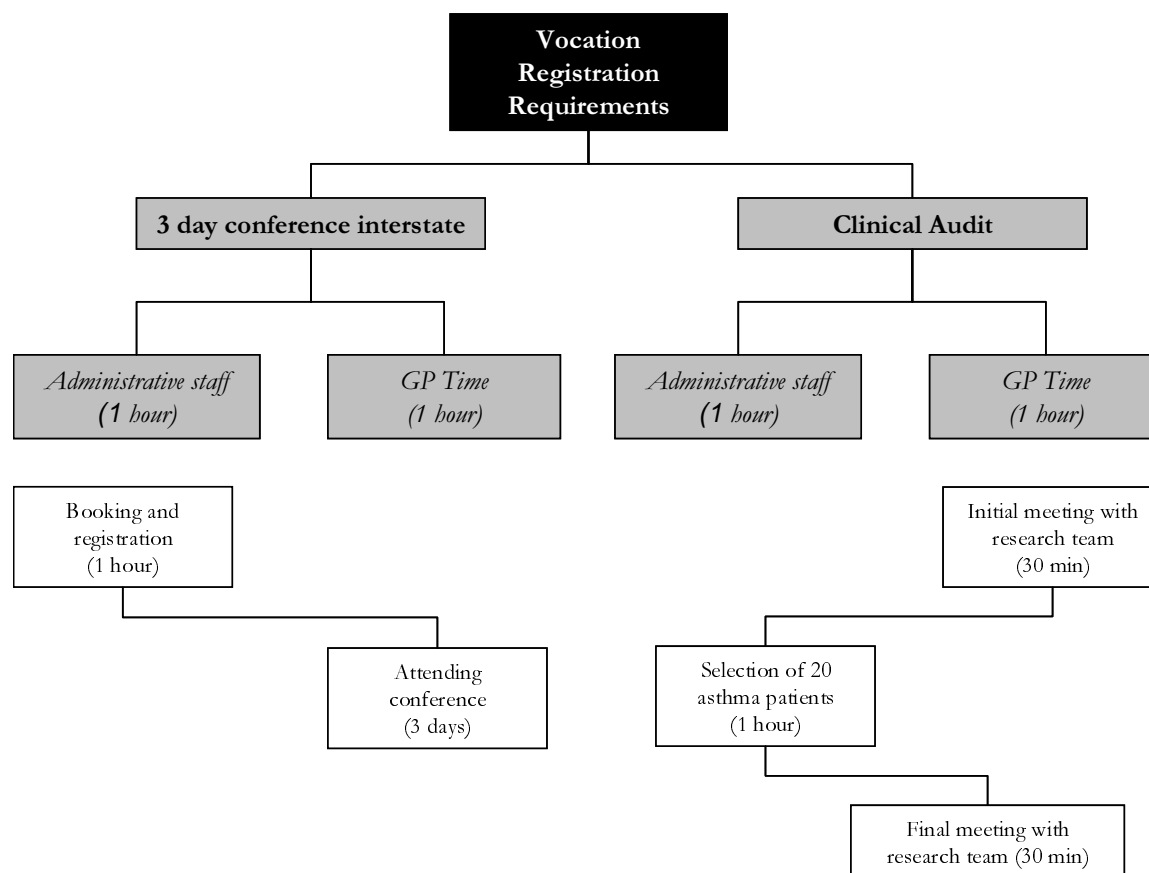 Vocation
Registration
Requirements
3 day conference interstate
Clinical Audit
Administrative staff
(1 hour)
GP Time
(1 hour)
Administrative staff
(1 hour)
GP Time
(1 hour)
Booking and
registration
(1 hour)
Initial meeting with
research team
(30 min)
Attending
conference
(3 days)
Selection of 20
asthma patients
(1 hour)
Final meeting with
research team (30 min)